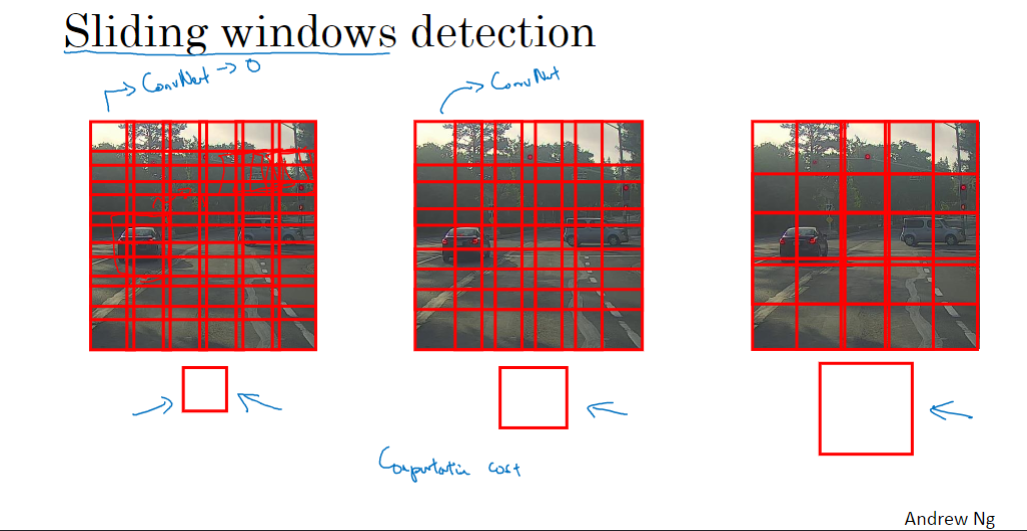 Sliding windows detection
ConvNet → 0
ConvNet
Computation cost
Andrew Ng